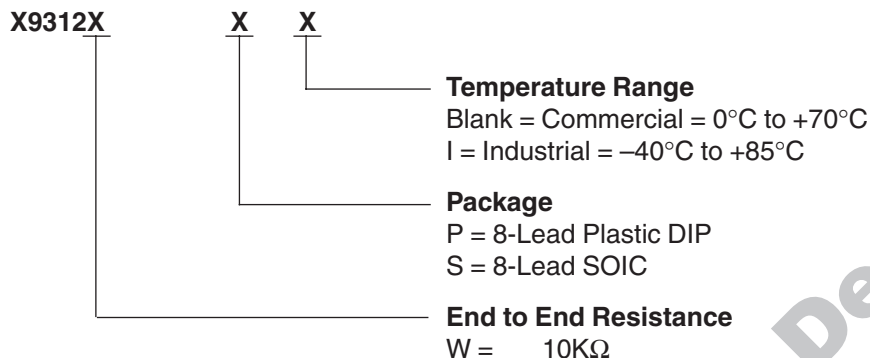 X9312X X X
Temperature Range
Blank = Commercial = 0°C to +70°C
I = Industrial = –40°C to +85°C
Package
P = 8-Lead Plastic DIP
S = 8-Lead SOIC
End to End Resistance
W = 10KΩ